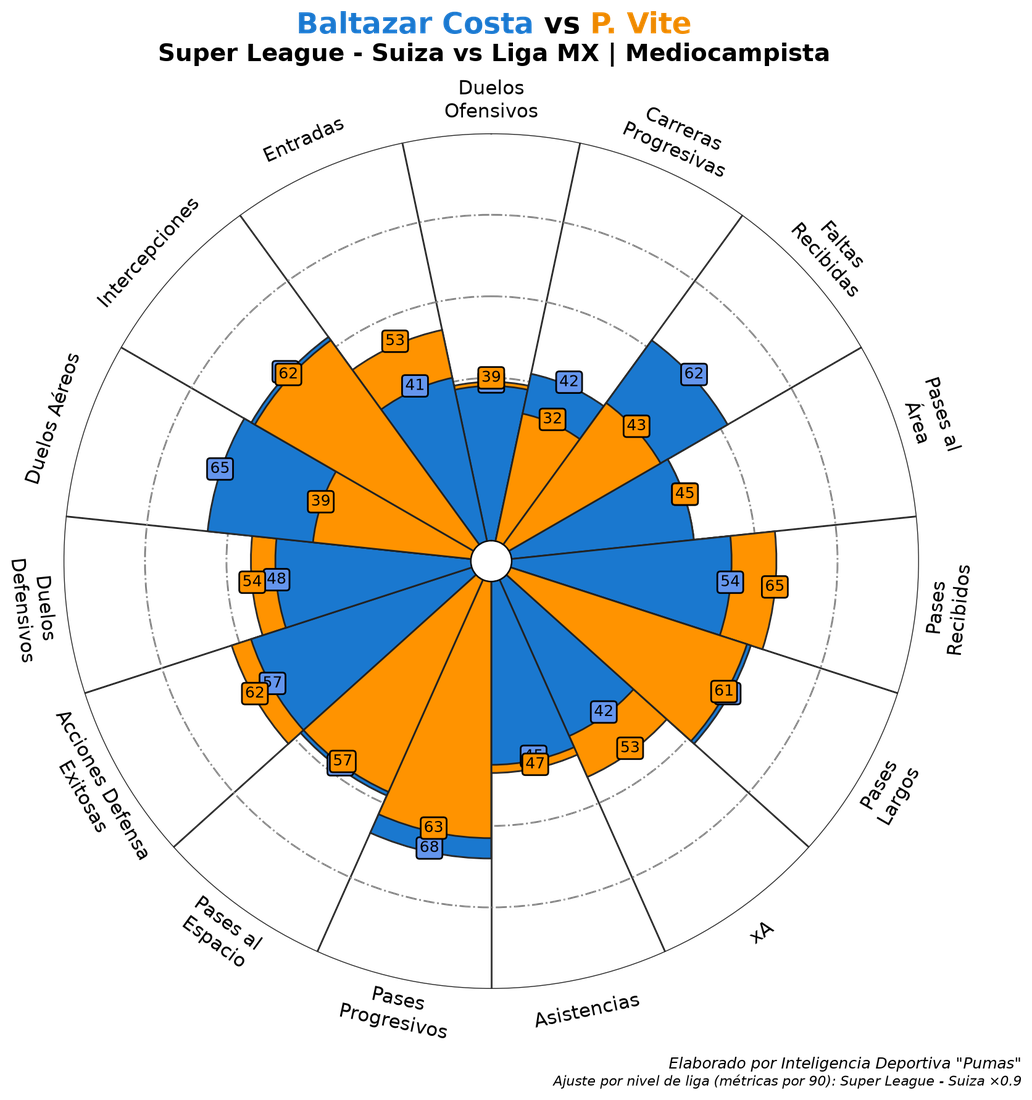 Baltazar Costa vs P. Vite
Super League - Suiza vs Liga MX | Mediocampista
Duelos
Ofensivos
Carreras
Progresivas
Faltas
Recibidas
Pases al
Área
Pases
Recibidos
Pases
Largos
xA
Asistencias
Pases
Progresivos
Pases al
Espacio
Acciones Defensa
Exitosas
Duelos
Defensivos
Duelos Aéreos
Intercepciones
Entradas
39
42
32
62
43
45
54
65
61
42
53
45
47
63
68
57
57
62
48
54
65
39
62
53
41
Elaborado por Inteligencia Deportiva "Pumas"
Ajuste por nivel de liga (métricas por 90): Super League - Suiza ×0.9